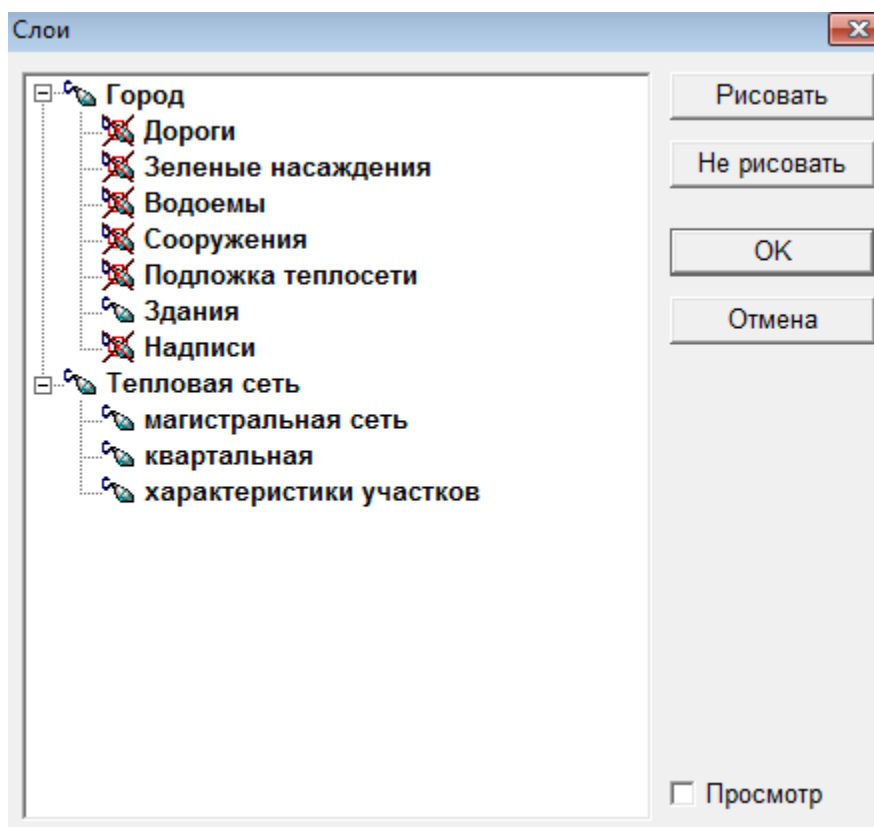 Слои
Город
Дороги
Зеленые насаждения
Водоемы
Сооружения
Подложка теплосети
Здания
Надписи
Тепловая сеть
магистральная сеть
квартальная
характеристики участков
Рисовать
Не рисовать
OK
Отмена
Просмотр